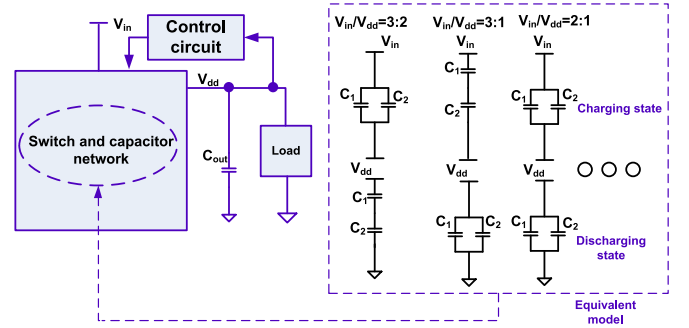 Vin
Control
circuit
Vdd
Switch and capacitor
network
Cout
Load
Vin/Vdd=3:2
Vin/Vdd=3:1
Vin/Vdd=2:1
Vin
Vin
Vin
C1
C2
C1
C2
C1
C2
Charging state
Vdd
Vdd
Vdd
C1
C2
C1
C2
C1
C2
Discharging
state
Equivalent
model